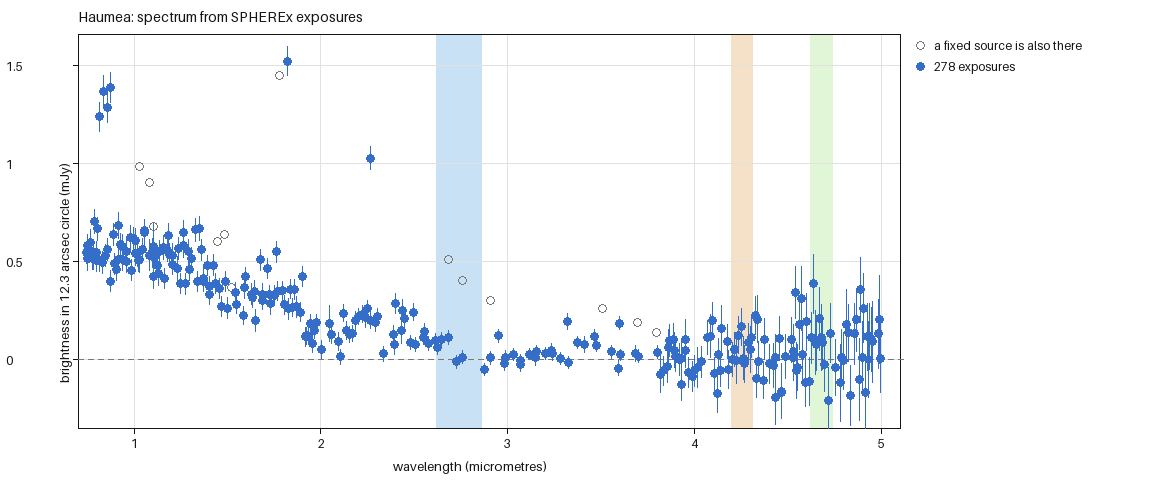 Haumea: spectrum from SPHEREx exposures
a fixed source is also there
278 exposures
brightness in 12.3 arcsec circle (mJy)
1.5
1
0.5
0
1
2
3
4
5
wavelength (micrometres)